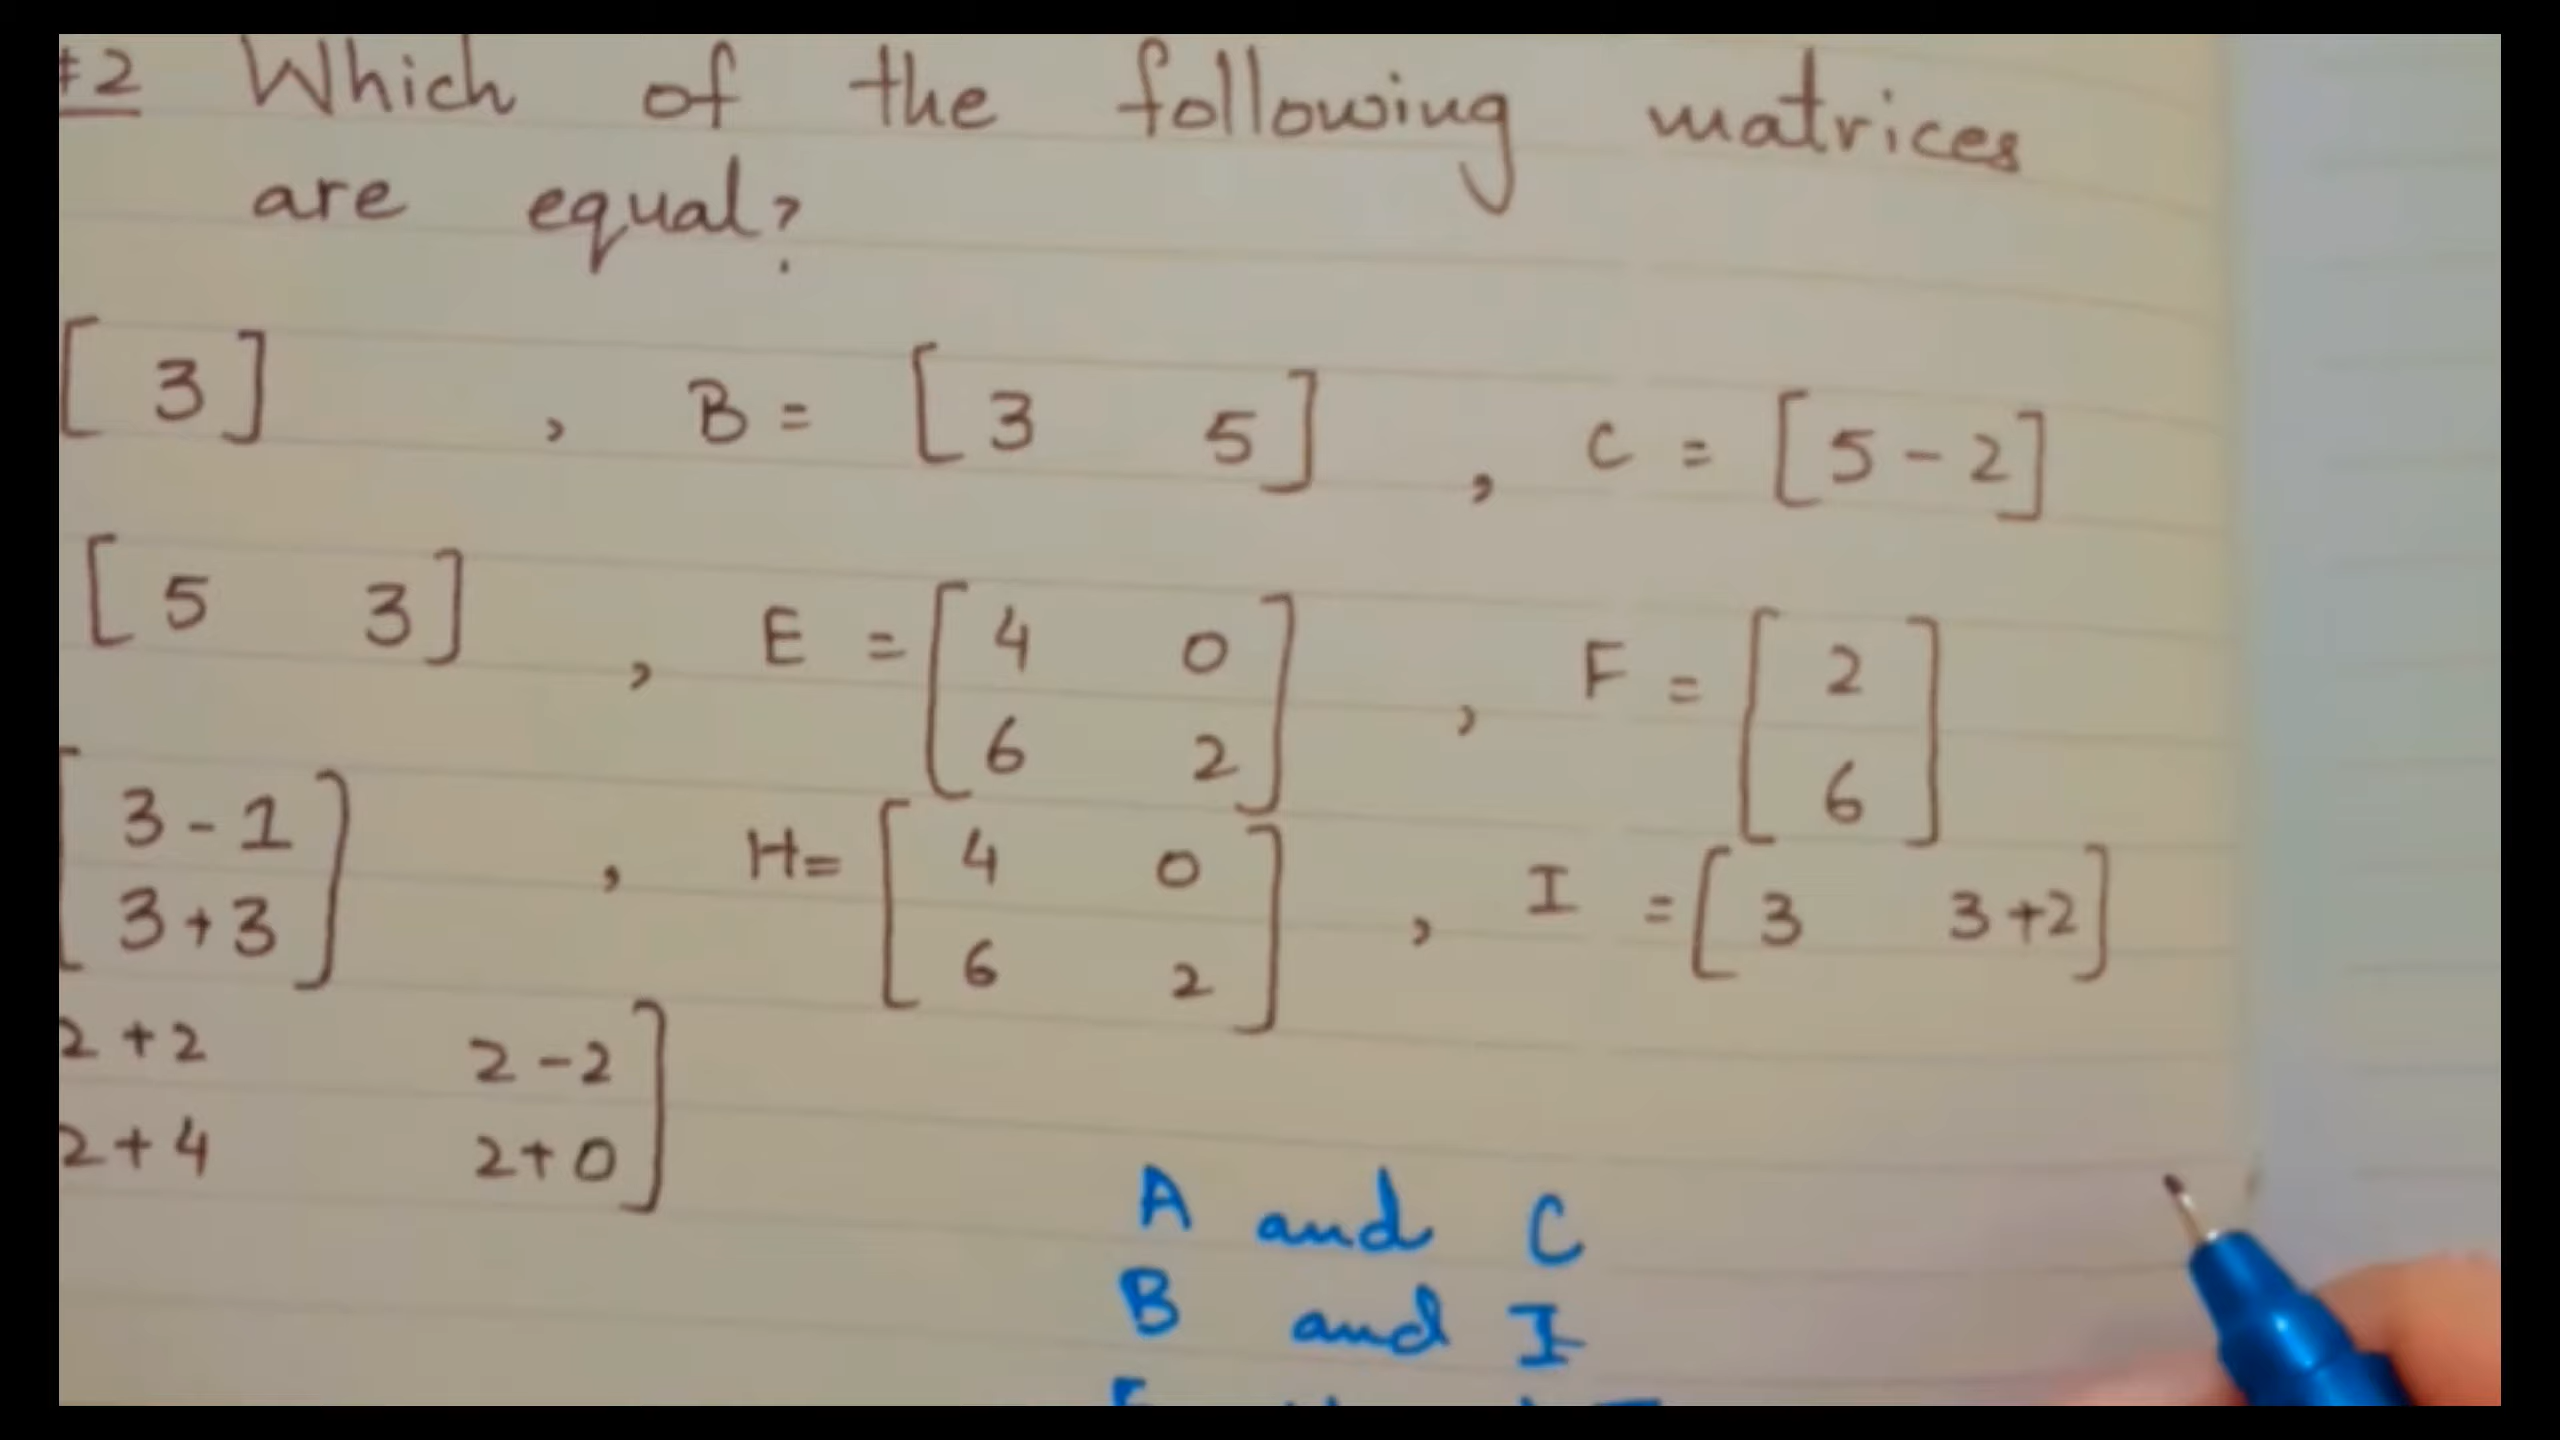 #2 Which of the following matrices
are equal?
[ 3 ] , B = [ 3 5 ] , C = [ 5 - 2 ]
[ 5 3 ] , E = [ 4 0 , F = [ 2
6 2 ] 6 ]
[ 3 - 1 , H = [ 4 0 , I = [ 3 3 + 2 ]
3 + 3 ] 6 2 ]
2 + 2 2 - 2
2 + 4 2 + 0 ]
A and C
B and I